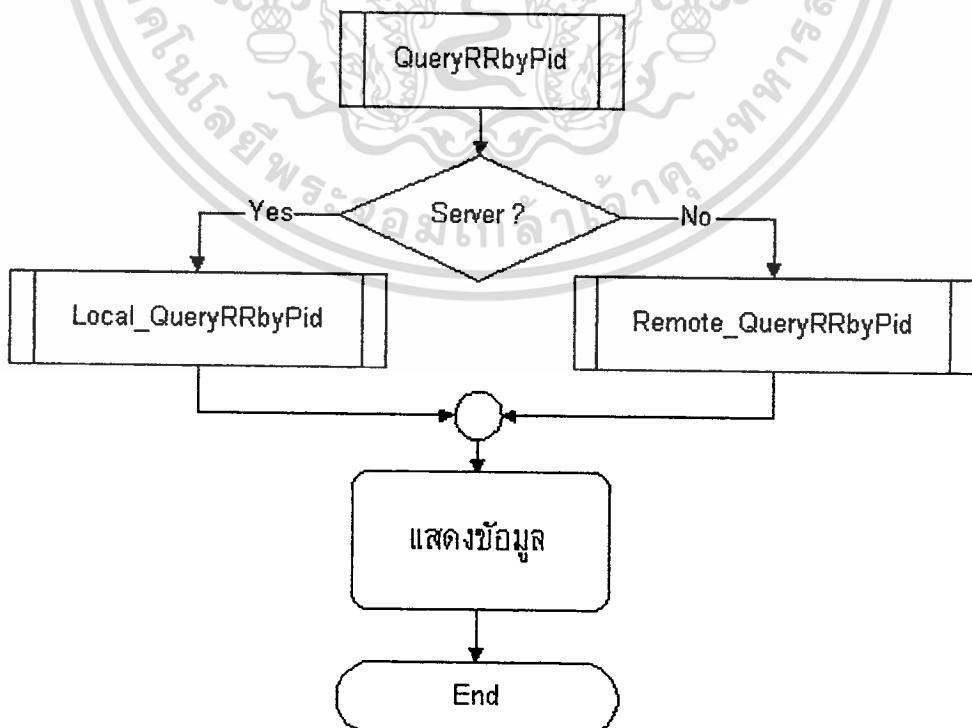 QueryRRbyPid
Server ?
Yes
No
Local_QueryRRbyPid
Remote_QueryRRbyPid
แสดงข้อมูล
End